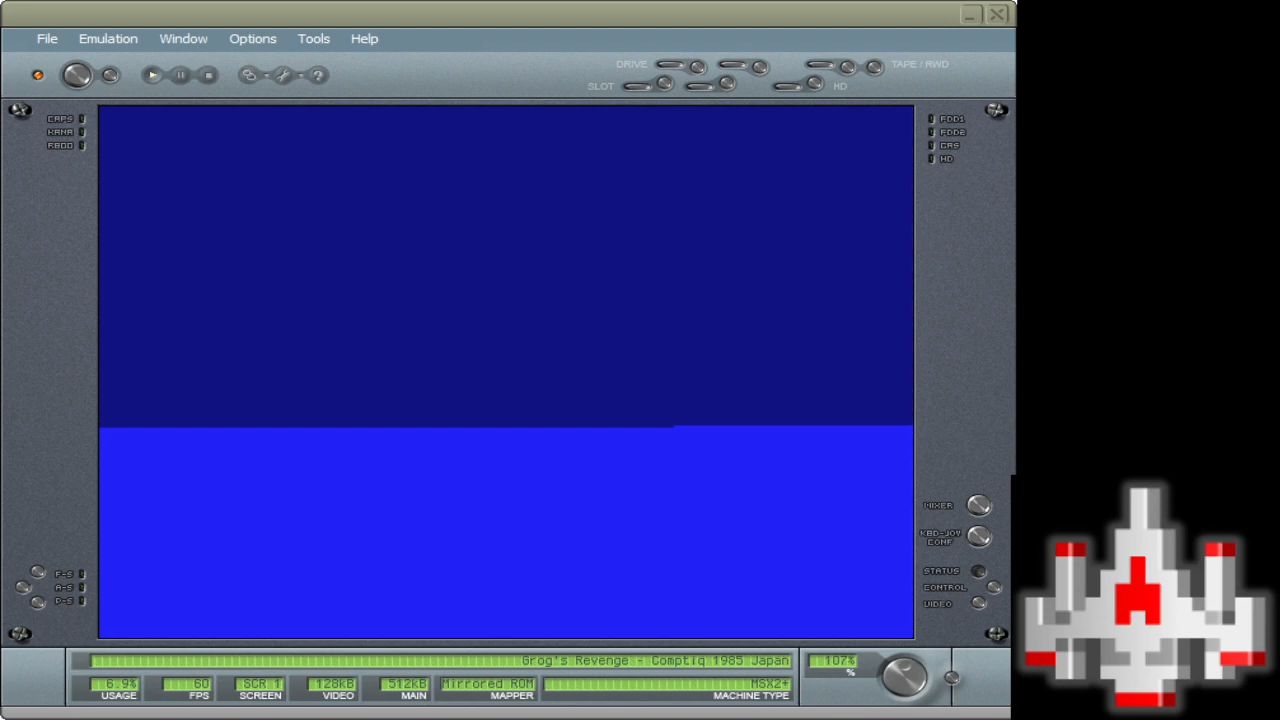 File Emulation Window Options Tools Help
DRIVE TAPE / RWD
SLOT HD
CAPS
KANA
R800
FDD1
FDD2
CAS
HD
MIXER
KBD-JOY
CONF
STATUS
CONTROL
VIDEO
F-S
A-S
P-S
Grog's Revenge - Comptiq 1985 Japan 107%
%
6.9% 60 SCR 1 128kB 512kB Mirrored ROM MSX2+
USAGE FPS SCREEN VIDEO MAIN MAPPER MACHINE TYPE